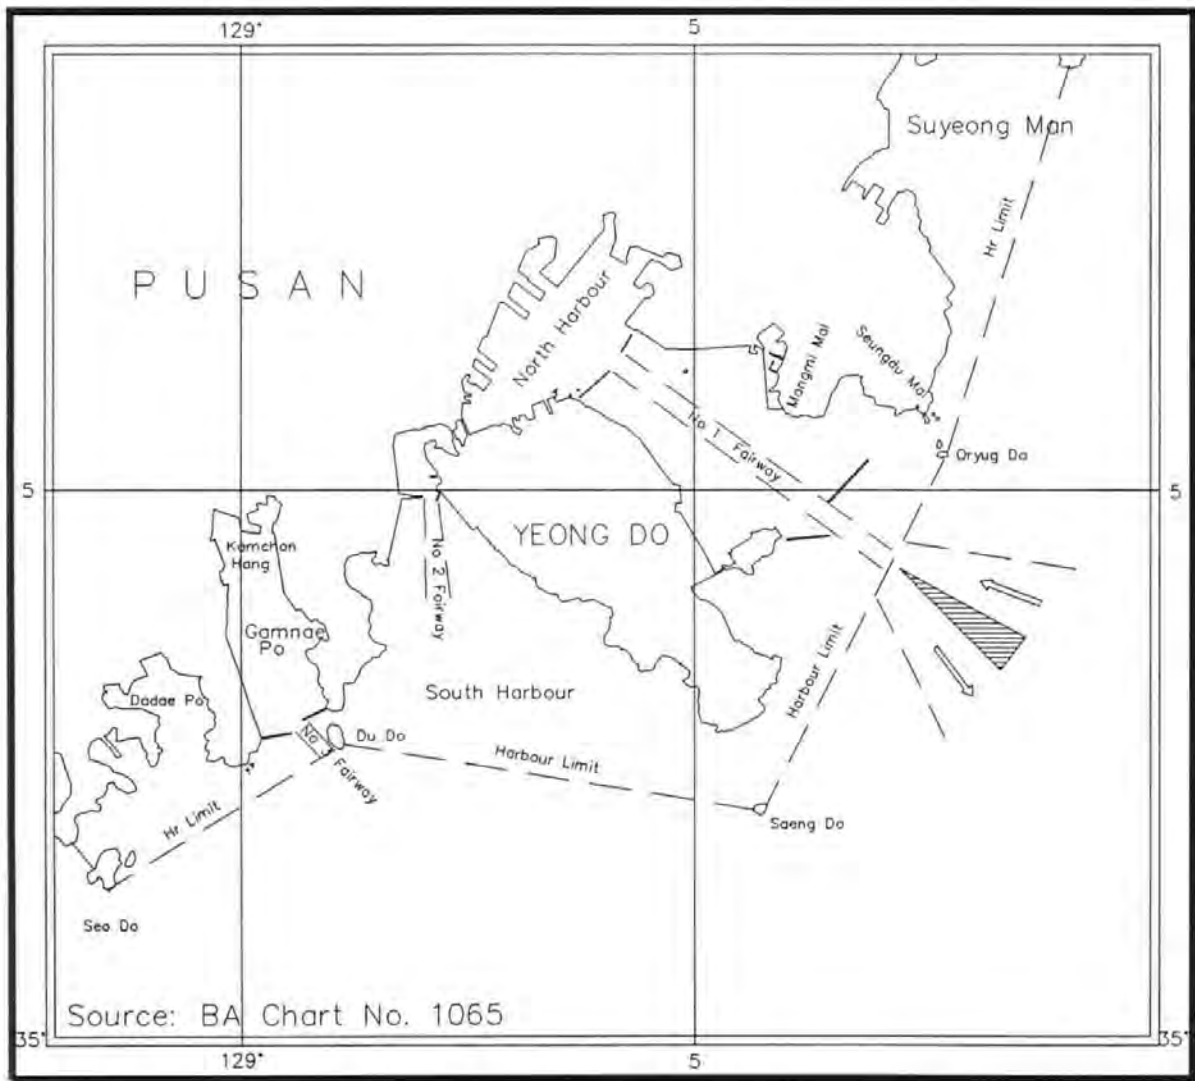 129°
5
Suyeong Man
Hr Limit
PUSAN
North Harbour
Mangmi Mal
Seungdu Mal
No 1 Fairway
Oryug Da
5
5
YEONG DO
Kamchon
Hang
No 2 Fairway
Gamnae
Po
South Harbour
Harbour Limit
Dadae Po
Du Do
No 3 Fairway
Harbour Limit
Hr Limit
Saeng Do
Seo Do
Source: BA Chart No. 1065
35°
35°
129°
5